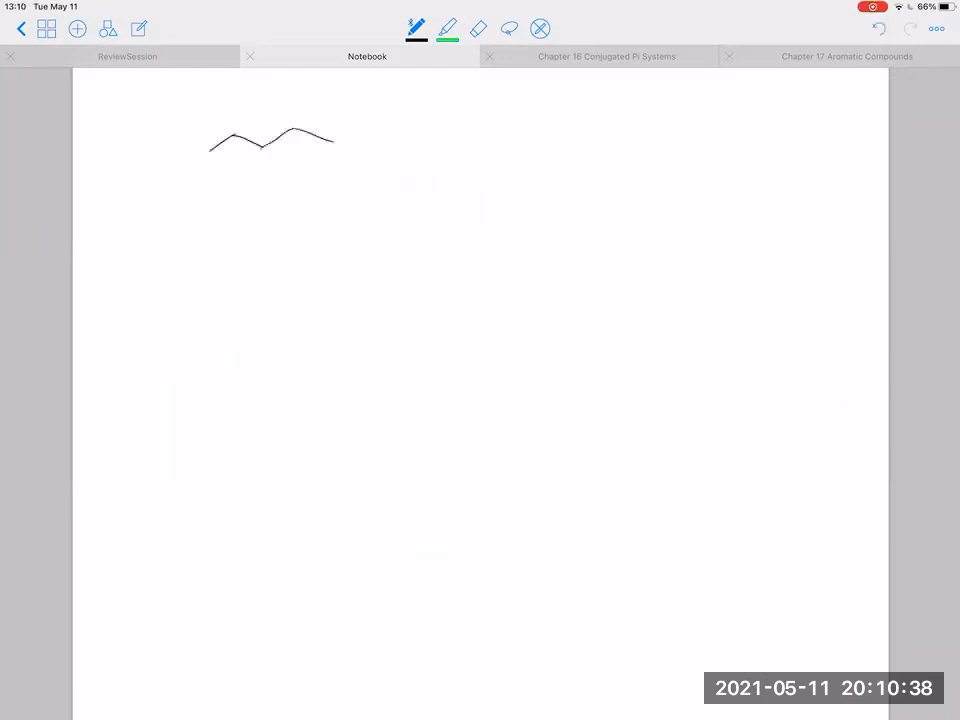 13:10 Tue May 11 66%
ReviewSession Notebook Chapter 16 Conjugated Pi Systems Chapter 17 Aromatic Compounds
2021-05-11 20:10:38